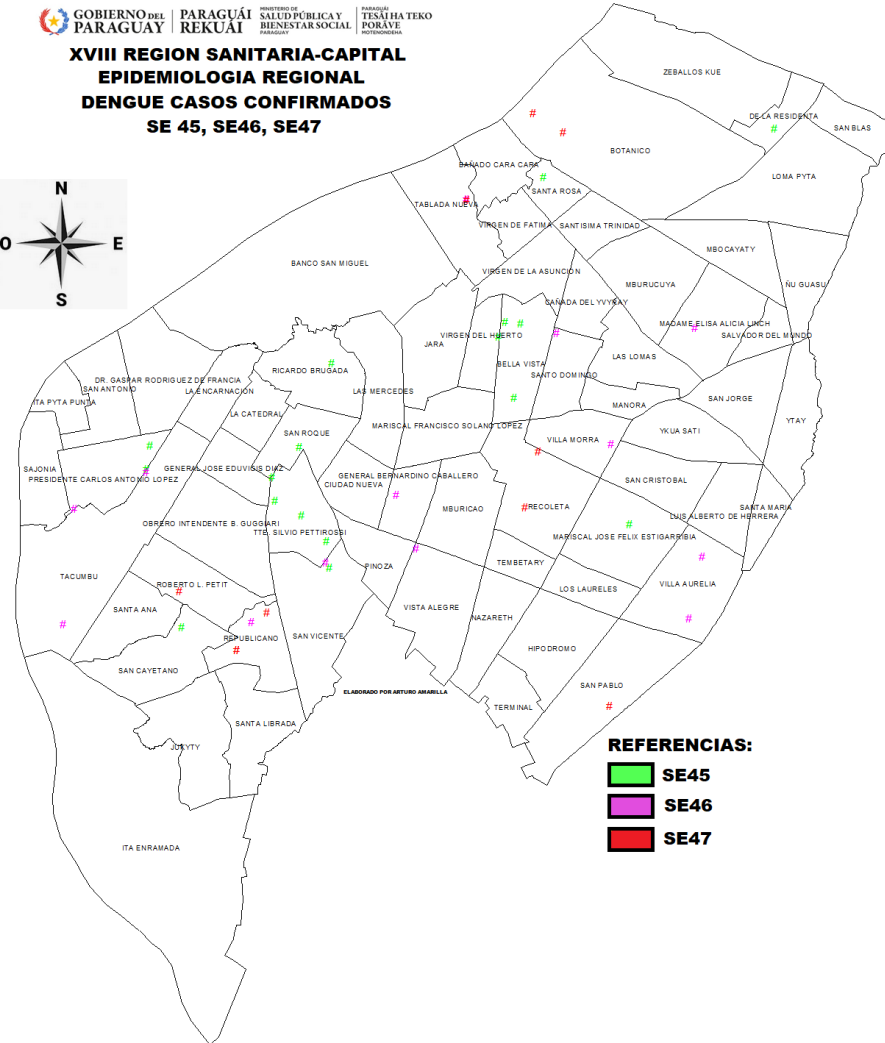 GOBIERNO DEL PARAGUAY
PARAGUÁI REKUÁI
MINISTERIO DE
SALUD PÚBLICA Y
BIENESTAR SOCIAL
PARAGUAY
PARAGUÁI
TESÃI HA TEKO
PORÃVE
MOTENONDEHA
XVIII REGION SANITARIA-CAPITAL
EPIDEMIOLOGIA REGIONAL
DENGUE CASOS CONFIRMADOS
SE 45, SE46, SE47
N
O
E
S
ZEBALLOS KUE
DE LA RESIDENTA
SAN BLAS
BOTANICO
BAÑADO CARA CARA
LOMA PYTA
SANTA ROSA
TABLADA NUEVA
VIRGEN DE FATIMA
SANTISIMA TRINIDAD
MBOCAYATY
BANCO SAN MIGUEL
VIRGEN DE LA ASUNCION
MBURUCUYA
ÑU GUASU
CAÑADA DEL YVYRAY
MADAME ELISA ALICIA LINCH
VIRGEN DEL HUERTO
SALVADOR DEL MUNDO
JARA
LAS LOMAS
BELLA VISTA
RICARDO BRUGADA
SANTO DOMINGO
DR. GASPAR RODRIGUEZ DE FRANCIA
SAN ANTONIO
LA ENCARNACION
LAS MERCEDES
SAN JORGE
ITA PYTA PUNTA
MANORA
LA CATEDRAL
YTAY
MARISCAL FRANCISCO SOLANO LOPEZ
SAN ROQUE
YKUA SATI
VILLA MORRA
SAJONIA
GENERAL JOSE EDUVIGIS DIAZ
GENERAL BERNARDINO CABALLERO
PRESIDENTE CARLOS ANTONIO LOPEZ
SAN CRISTOBAL
CIUDAD NUEVA
MBURICAO
RECOLETA
SANTA MARIA
LUIS ALBERTO DE HERRERA
OBRERO INTENDENTE B. GUGGIARI
TTE. SILVIO PETTIROSSI
MARISCAL JOSE FELIX ESTIGARRIBIA
TEMBETARY
PINOZA
TACUMBU
ROBERTO L. PETIT
LOS LAURELES
VILLA AURELIA
SANTA ANA
VISTA ALEGRE
NAZARETH
REPUBLICANO
SAN VICENTE
HIPODROMO
SAN CAYETANO
SAN PABLO
ELABORADO POR ARTURO AMARILLA
TERMINAL
SANTA LIBRADA
JUKYTY
REFERENCIAS:
SE45
SE46
SE47
ITA ENRAMADA